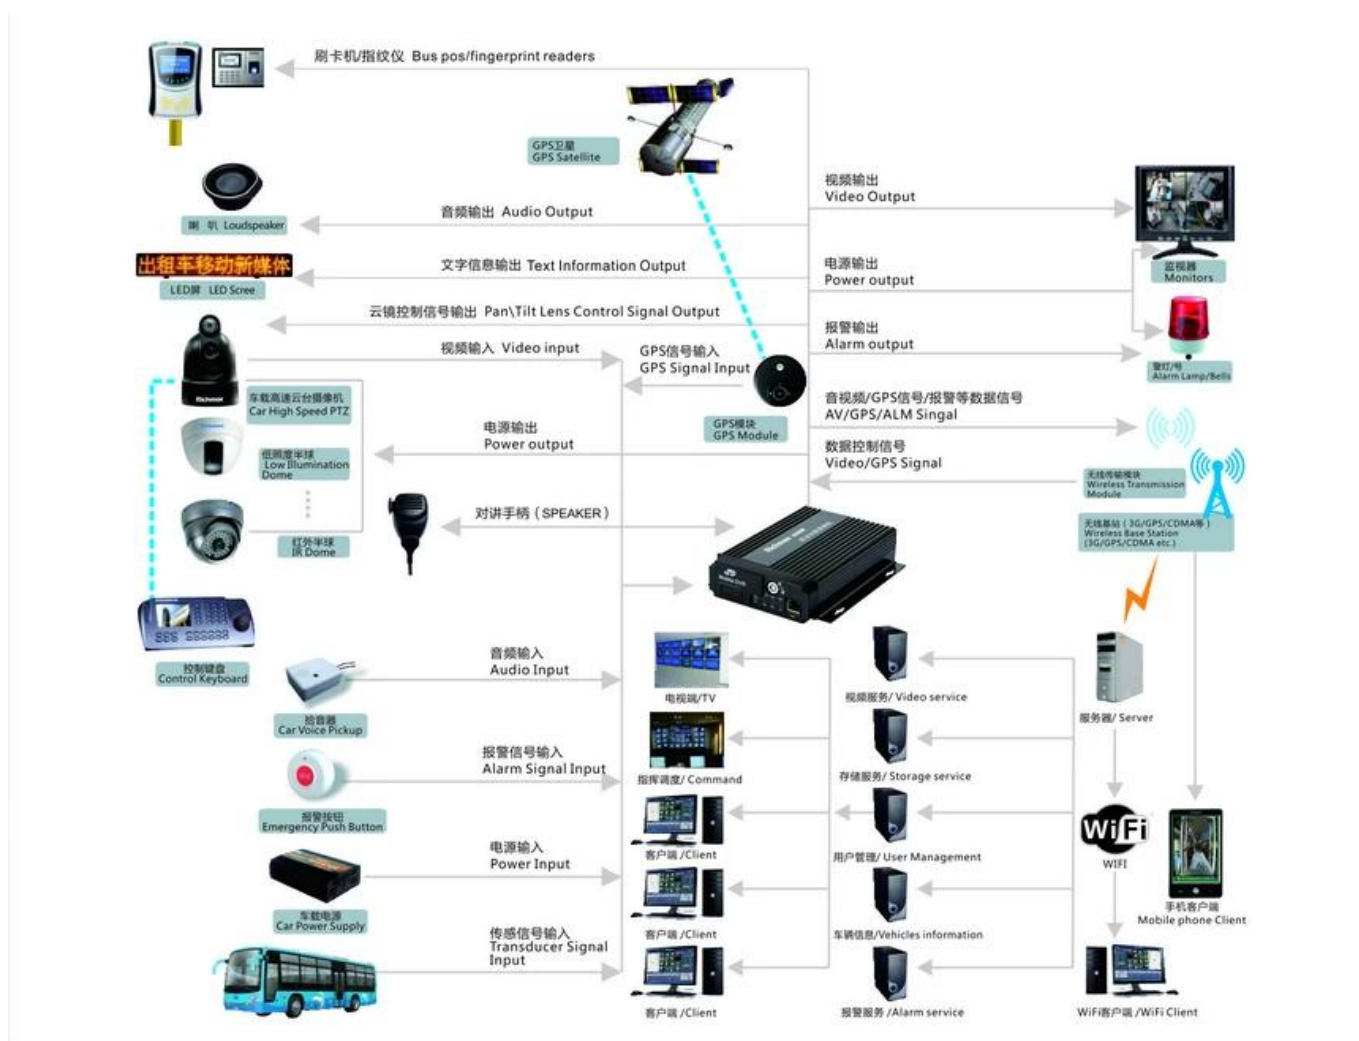 刷卡机/指纹仪 Bus pos/fingerprint readers
GPS卫星
GPS Satellite
视频输出
Video Output
喇 叭 Loudspeaker
音频输出 Audio Output
出租车移动新媒体
LED屏 LED Scree
文字信息输出 Text Information Output
电源输出
Power output
监视器
Monitors
云镜控制信号输出 Pan\Tilt Lens Control Signal Output
报警输出
Alarm output
警灯/号
Alarm Lamp/Bells
视频输入 Video input
GPS信号输入
GPS Signal Input
Richmor
车载高速云台摄像机
Car High Speed PTZ
GPS模块
GPS Module
音视频/GPS信号/报警等数据信号
AV/GPS/ALM Singal
电源输出
Power output
数据控制信号
Video/GPS Signal
低照度半球
Low Illumination
Dome
无线传输模块
Wireless Transmission
Module
对讲手柄（SPEAKER）
无线基站（3G/GPS/CDMA等）
Wireless Base Station
(3G/GPS/CDMA etc.)
红外半球
IR Dome
控制键盘
Control Keyboard
音频输入
Audio Input
拾音器
Car Voice Pickup
电视端/TV
视频服务/ Video service
服务器/ Server
报警信号输入
Alarm Signal Input
指挥调度/ Command
存储服务/ Storage service
报警按钮
Emergency Push Button
WiFi
WIFI
客户端 /Client
用户管理/ User Management
电源输入
Power Input
车载电源
Car Power Supply
手机客户端
Mobile phone Client
客户端 /Client
车辆信息/Vehicles information
传感信号输入
Transducer Signal
Input
客户端 /Client
报警服务 /Alarm service
WiFi客户端 /WiFi Client